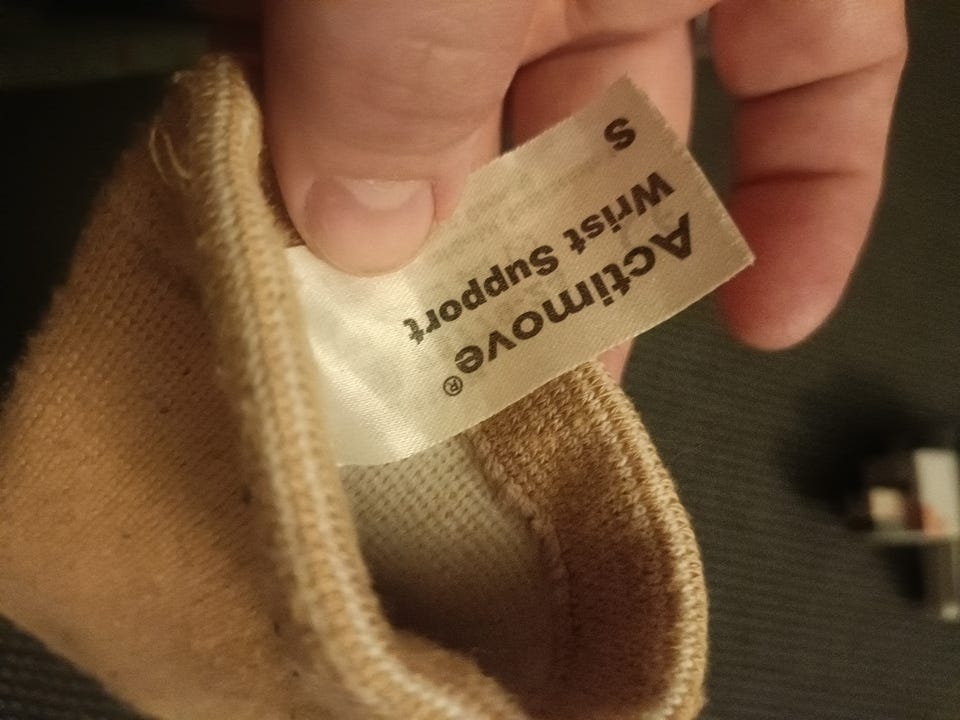 Actimove®
Wrist Support
S